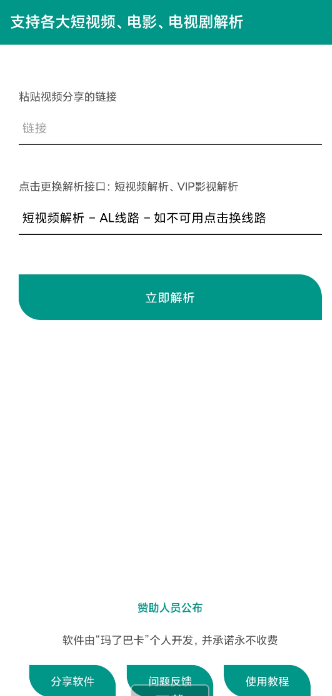 支持各大短视频、电影、电视剧解析
粘贴视频分享的链接
链接
点击更换解析接口：短视频解析、VIP影视解析
短视频解析 – AL线路 – 如不可用点击换线路
立即解析
赞助人员公布
软件由“玛了巴卡”个人开发，并承诺永不收费
分享软件
问题反馈
使用教程